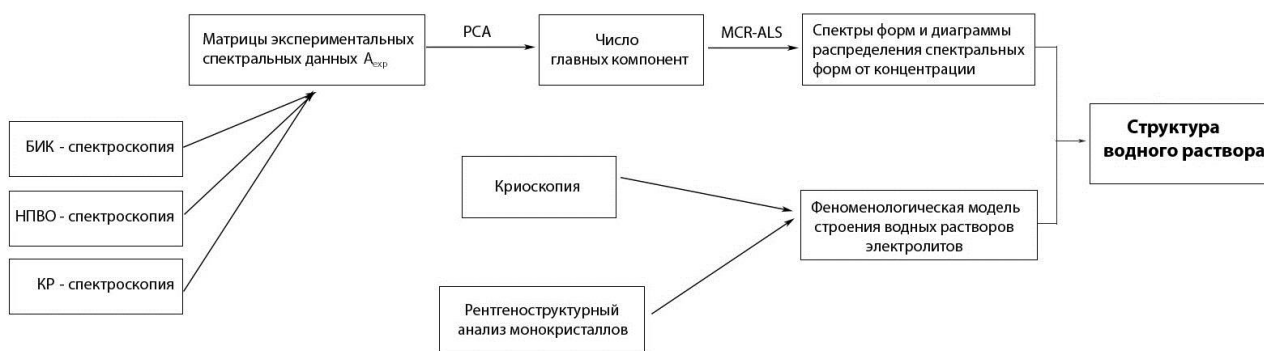 Матрицы экспериментальных
спектральных данных Aexp
PCA
Число
главных компонент
MCR-ALS
Спектры форм и диаграммы
распределения спектральных
форм от концентрации
БИК - спектроскопия
НПВО - спектроскопия
КР - спектроскопия
Криоскопия
Рентгеноструктурный
анализ монокристаллов
Феноменологическая модель
строения водных растворов
электролитов
Структура
водного раствора